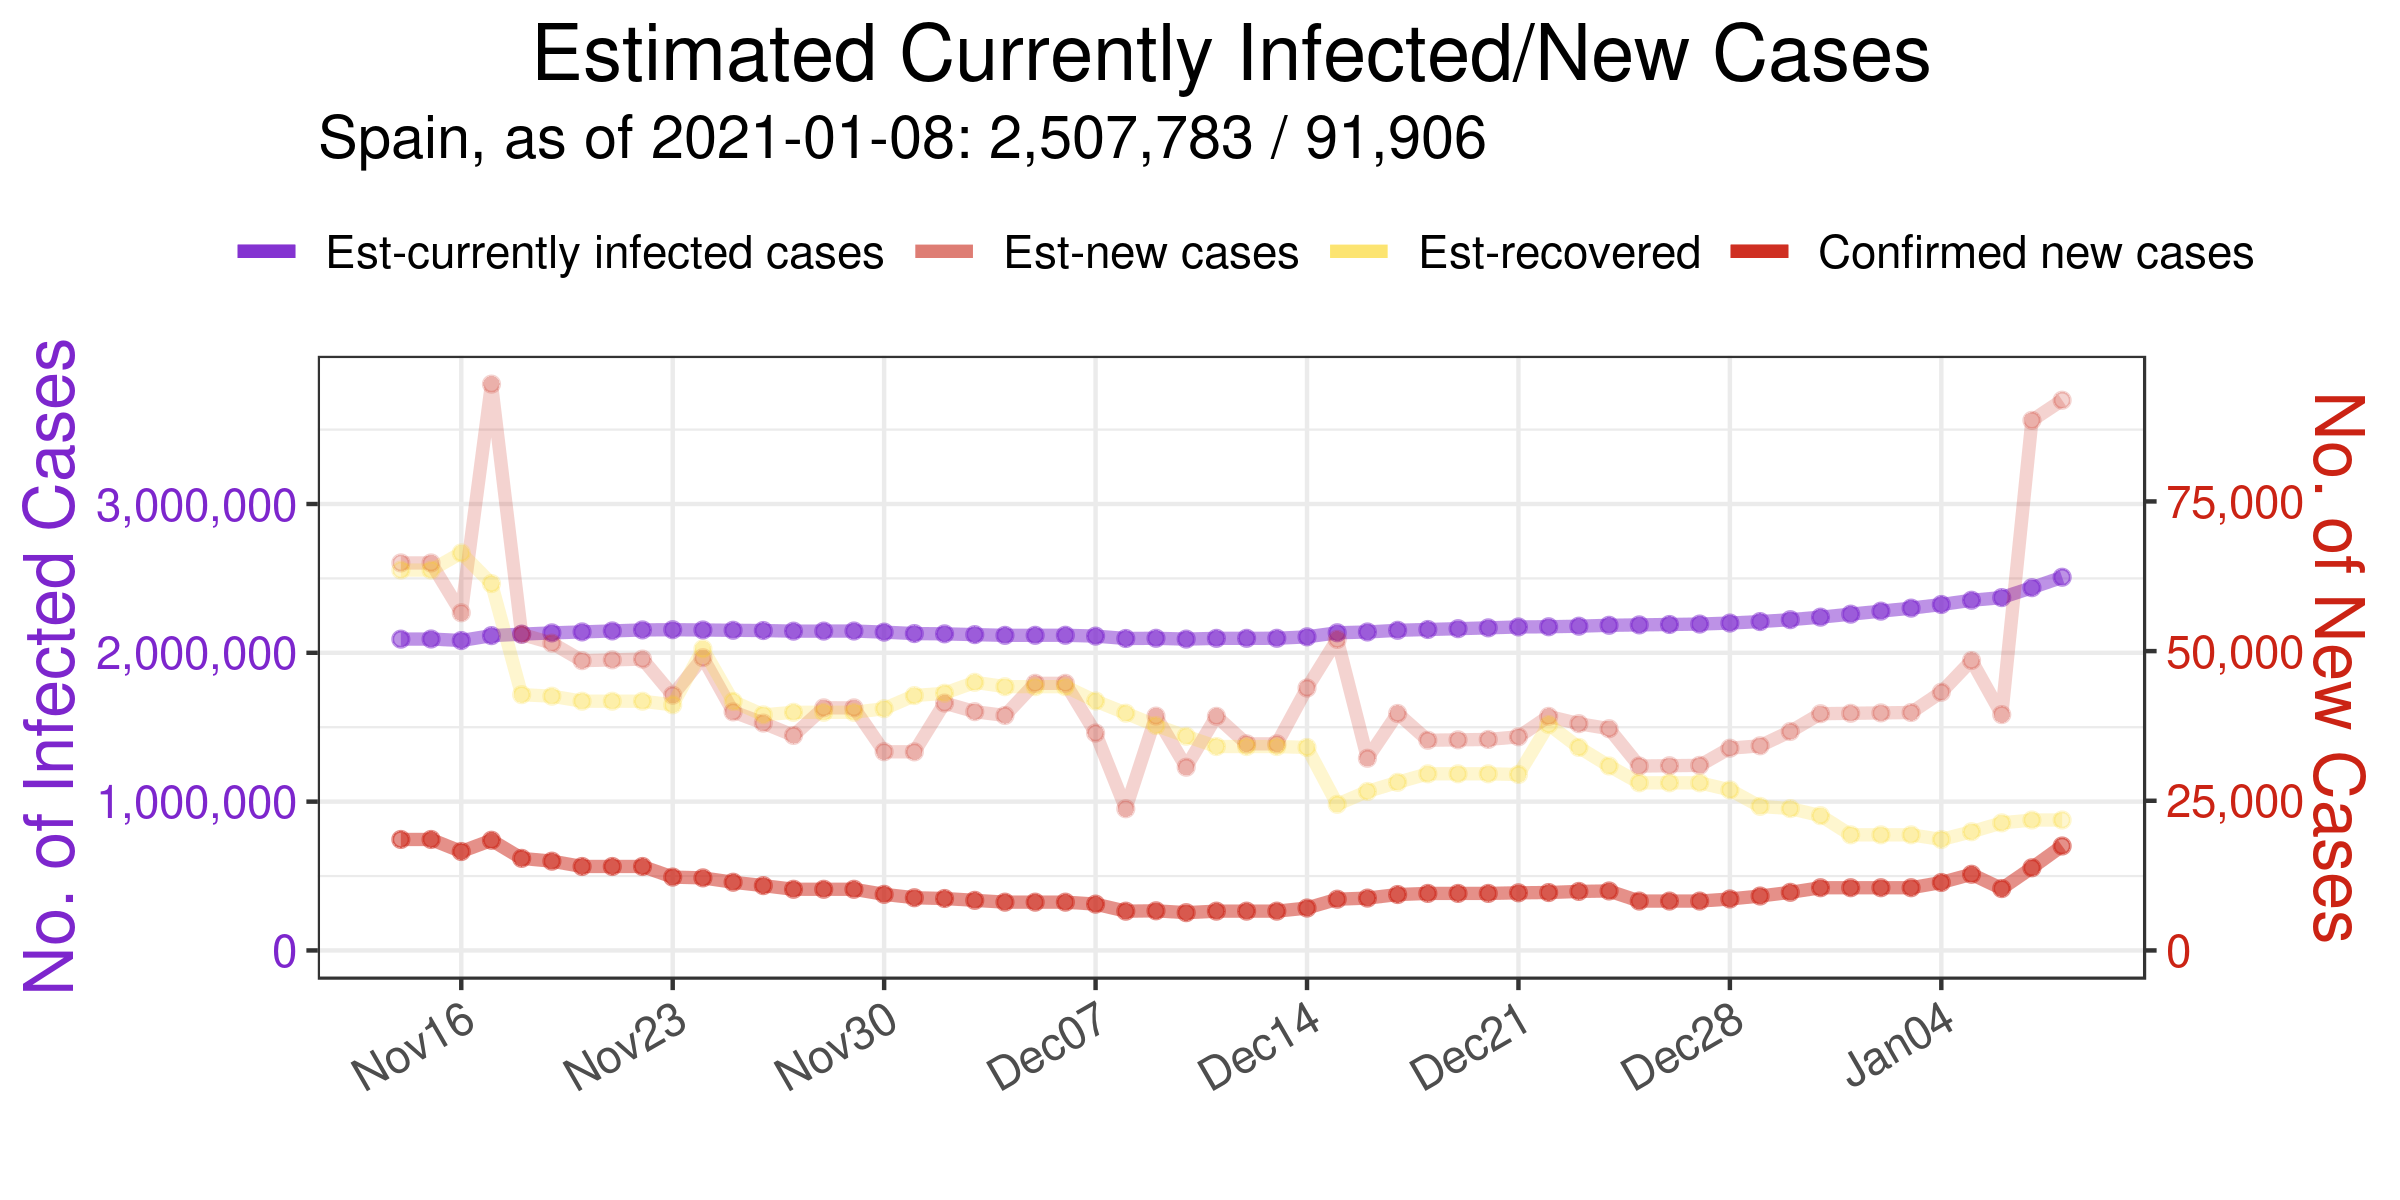 Estimated Currently Infected/New Cases
Spain, as of 2021-01-08: 2,507,783 / 91,906
Est-currently infected cases Est-new cases Est-recovered Confirmed new cases
No. of Infected Cases
3,000,000
2,000,000
1,000,000
0
75,000
50,000
25,000
0
No. of New Cases
Nov16 Nov23 Nov30 Dec07 Dec14 Dec21 Dec28 Jan04